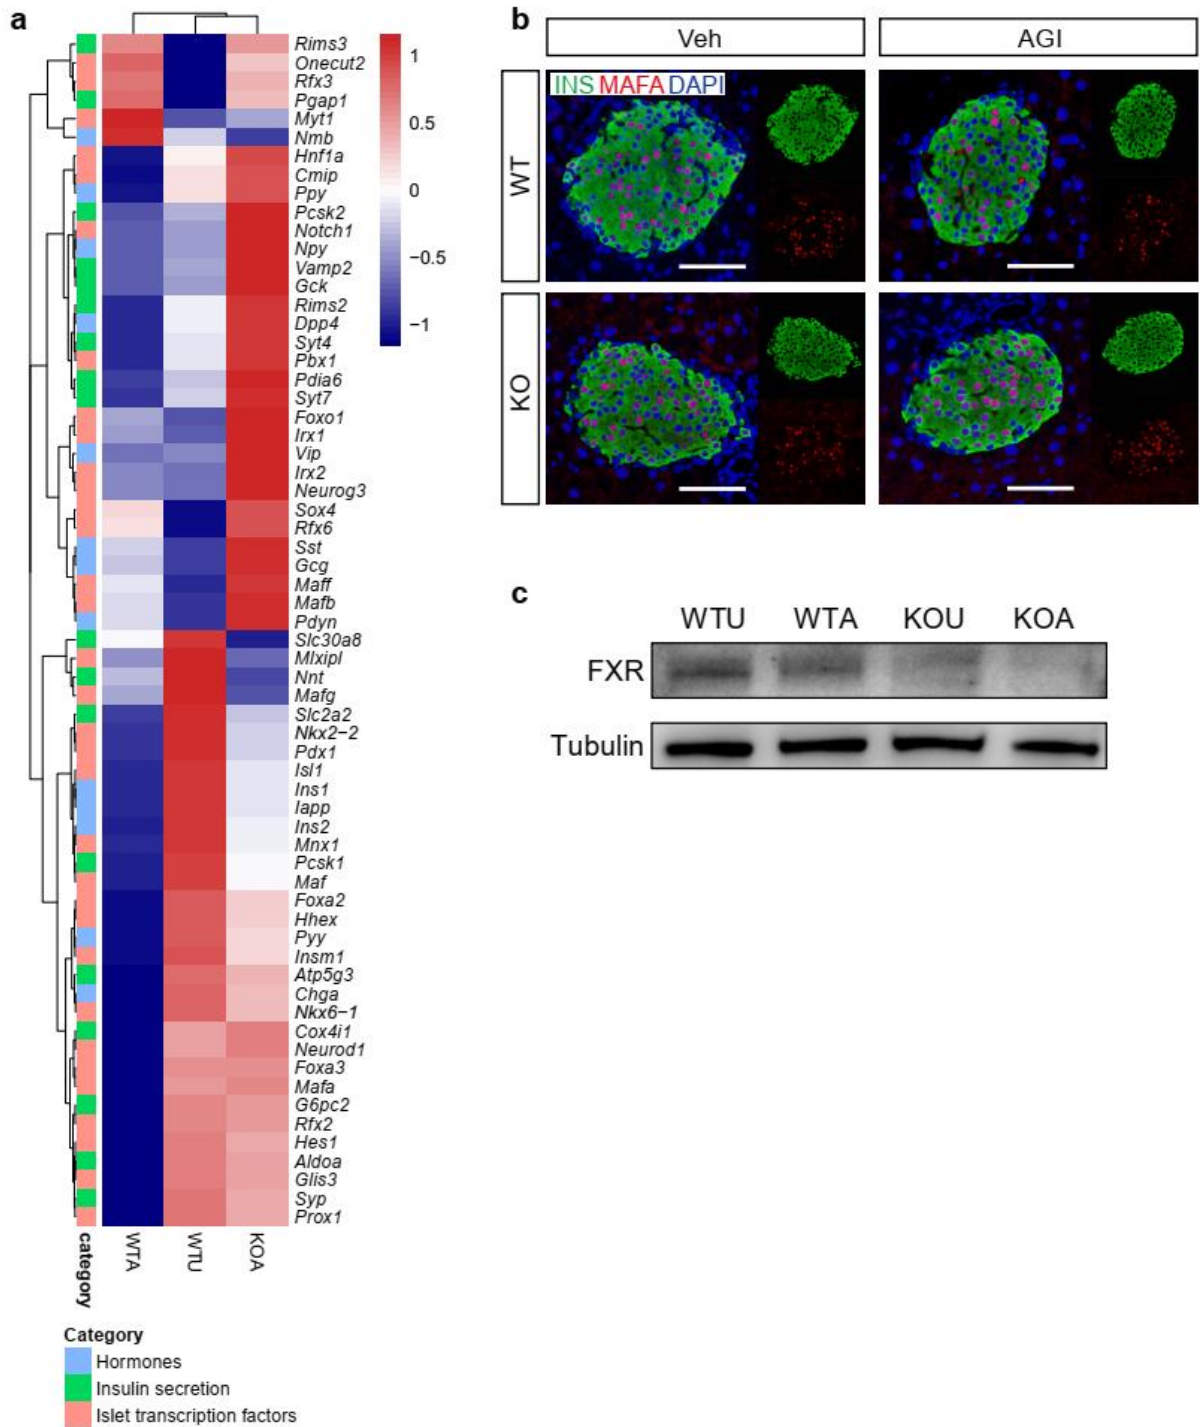 a
Rims3
Onecut2
Rfx3
Pgap1
Myt1
Nmb
Hnf1a
Cmip
Ppy
Pcsk2
Notch1
Npy
Vamp2
Gck
Rims2
Dpp4
Syt4
Pbx1
Pdia6
Syt7
Foxo1
Irx1
Vip
Irx2
Neurog3
Sox4
Rfx6
Sst
Gcg
Maff
Mafb
Pdyn
Slc30a8
Mlxipl
Nnt
Mafg
Slc2a2
Nkx2−2
Pdx1
Isl1
Ins1
Iapp
Ins2
Mnx1
Pcsk1
Maf
Foxa2
Hhex
Pyy
Insm1
Atp5g3
Chga
Nkx6−1
Cox4i1
Neurod1
Foxa3
Mafa
G6pc2
Rfx2
Hes1
Aldoa
Glis3
Syp
Prox1
1
0.5
0
−0.5
−1
category
WTA
WTU
KOA
Category
Hormones
Insulin secretion
Islet transcription factors
b
Veh
AGI
WT
INS MAFA DAPI
KO
c
WTU WTA KOU KOA
FXR
Tubulin